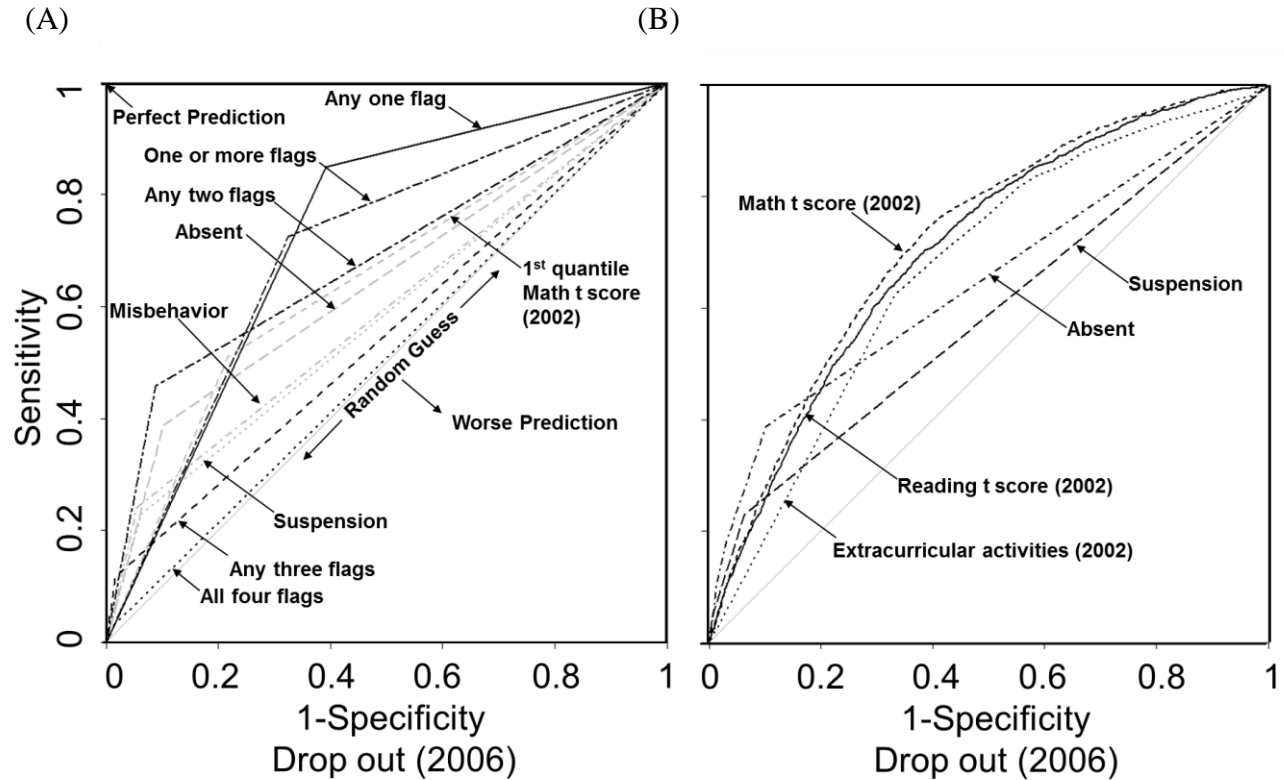 (A)
Sensitivity
1
0.8
0.6
0.4
0.2
0
Perfect Prediction
Any one flag
One or more flags
Any two flags
Absent
Misbehavior
1st quantile
Math t score
(2002)
Random Guess
Worse Prediction
Suspension
Any three flags
All four flags
0
0.2
0.4
0.6
0.8
1
1-Specificity
Drop out (2006)
(B)
Math t score (2002)
Suspension
Absent
Reading t score (2002)
Extracurricular activities (2002)
0
0.2
0.4
0.6
0.8
1
1-Specificity
Drop out (2006)